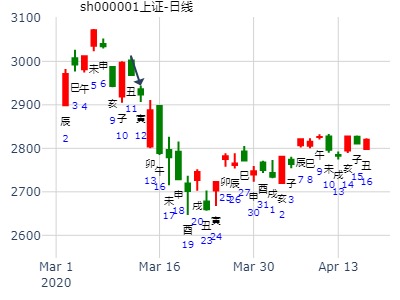 sh000001上证-日线
3100
3000
2900
2800
2700
2600
辰
2
巳
3
午
4
未
5
申
6
亥
9
子
10
丑
11
寅
12
卯
13
午
16
未
17
申
18
酉
19
戌
20
丑
23
寅
24
卯
25
辰
26
巳
27
申
30
酉
31
戌
1
亥
2
子
3
辰
7
巳
8
午
9
未
10
戌
13
亥
14
子
15
丑
16
Mar 1
2020
Mar 16
Mar 30
Apr 13